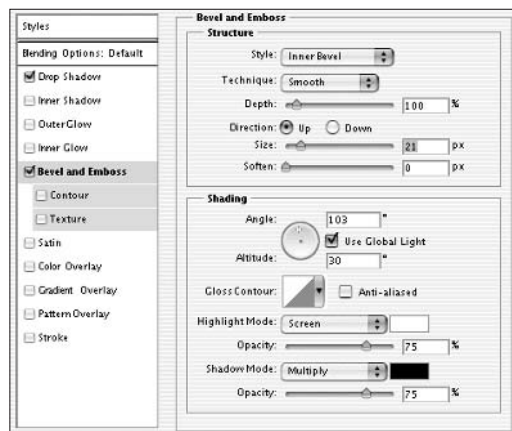 Styles
Blending Options: Default
Drop Shadow
Inner Shadow
Outer Glow
Inner Glow
Bevel and Emboss
Contour
Texture
Satin
Color Overlay
Gradient Overlay
Pattern Overlay
Stroke
Bevel and Emboss
Structure
Style: Inner Bevel
Technique: Smooth
Depth: 100 %
Direction: Up Down
Size: 21 px
Soften: 0 px
Shading
Angle: 103 °
Use Global Light
Altitude: 30 °
Gloss Contour: Anti-aliased
Highlight Mode: Screen
Opacity: 75 %
Shadow Mode: Multiply
Opacity: 75 %